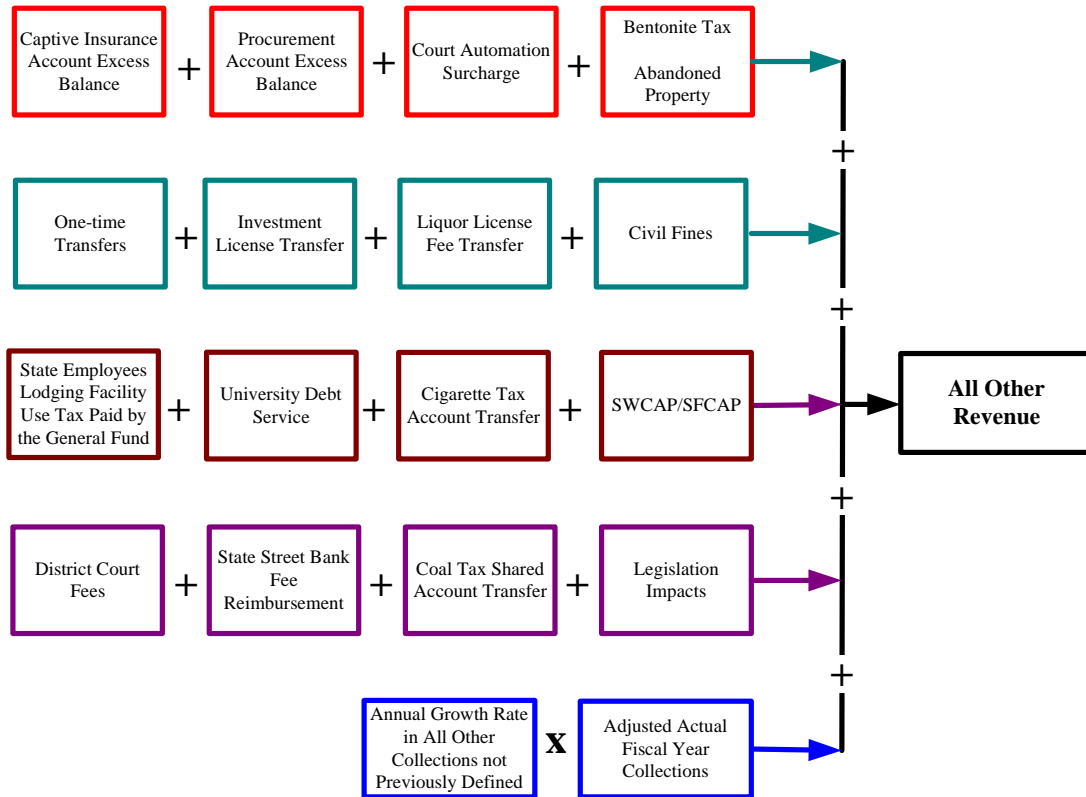 Captive Insurance
Account Excess
Balance
+
Procurement
Account Excess
Balance
+
Court Automation
Surcharge
+
Bentonite Tax
Abandoned
Property
+
One-time
Transfers
+
Investment
License Transfer
+
Liquor License
Fee Transfer
+
Civil Fines
+
State Employees
Lodging Facility
Use Tax Paid by
the General Fund
+
University Debt
Service
+
Cigarette Tax
Account Transfer
+
SWCAP/SFCAP
All Other
Revenue
+
District Court
Fees
+
State Street Bank
Fee
Reimbursement
+
Coal Tax Shared
Account Transfer
+
Legislation
Impacts
+
Annual Growth Rate
in All Other
Collections not
Previously Defined
x
Adjusted Actual
Fiscal Year
Collections